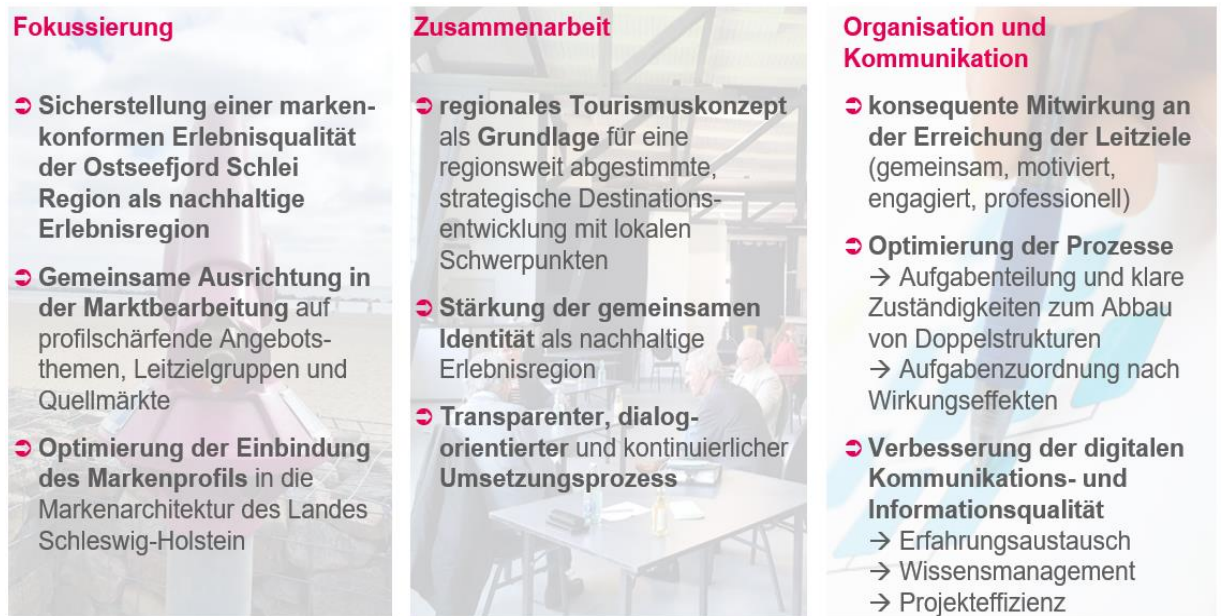 Fokussierung
➲ Sicherstellung einer marken-
konformen Erlebnisqualität
der Ostseefjord Schlei
Region als nachhaltige
Erlebnisregion
➲ Gemeinsame Ausrichtung in
der Marktbearbeitung auf
profilschärfende Angebots-
themen, Leitzielgruppen und
Quellmärkte
➲ Optimierung der Einbindung
des Markenprofils in die
Markenarchitektur des Landes
Schleswig-Holstein
Zusammenarbeit
➲ regionales Tourismuskonzept
als Grundlage für eine
regionsweit abgestimmte,
strategische Destinations-
entwicklung mit lokalen
Schwerpunkten
➲ Stärkung der gemeinsamen
Identität als nachhaltige
Erlebnisregion
➲ Transparenter, dialog-
orientierter und kontinuierlicher
Umsetzungsprozess
Organisation und
Kommunikation
➲ konsequente Mitwirkung an
der Erreichung der Leitziele
(gemeinsam, motiviert,
engagiert, professionell)
➲ Optimierung der Prozesse
→ Aufgabenteilung und klare
Zuständigkeiten zum Abbau
von Doppelstrukturen
→ Aufgabenzuordnung nach
Wirkungseffekten
➲ Verbesserung der digitalen
Kommunikations- und
Informationsqualität
→ Erfahrungsaustausch
→ Wissensmanagement
→ Projekteffizienz